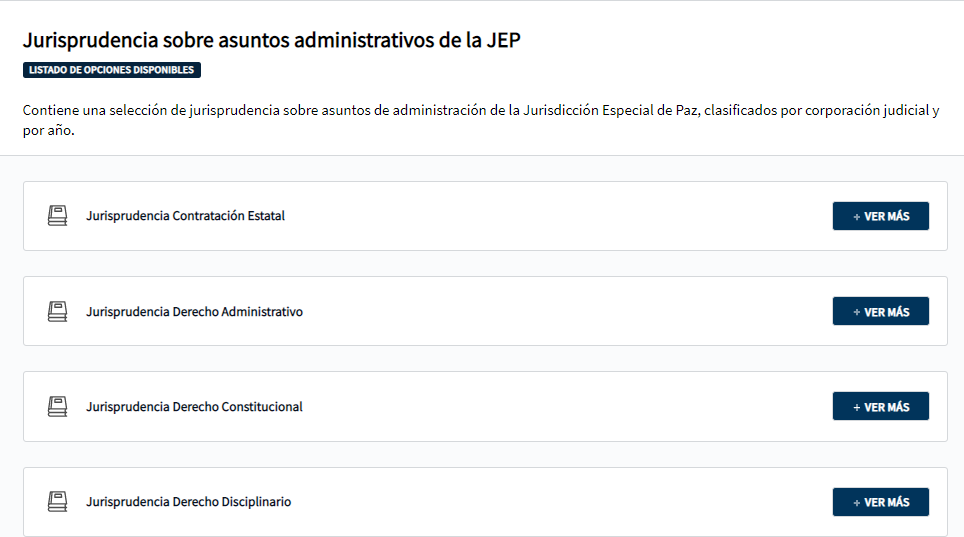 Jurisprudencia sobre asuntos administrativos de la JEP
LISTADO DE OPCIONES DISPONIBLES
Contiene una selección de jurisprudencia sobre asuntos de administración de la Jurisdicción Especial de Paz, clasificados por corporación judicial y
por año.
Jurisprudencia Contratación Estatal
+ VER MÁS
Jurisprudencia Derecho Administrativo
+ VER MÁS
Jurisprudencia Derecho Constitucional
+ VER MÁS
Jurisprudencia Derecho Disciplinario
+ VER MÁS